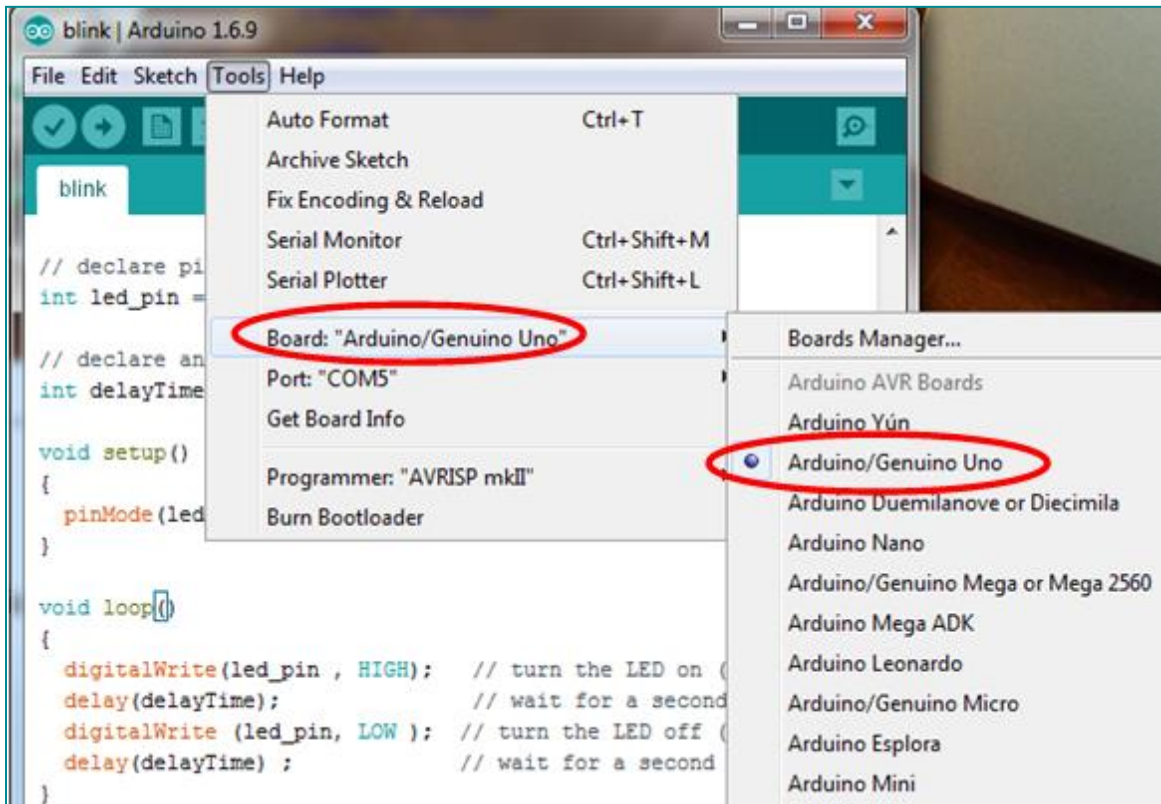 blink | Arduino 1.6.9
File Edit Sketch Tools Help
blink
Auto Format Ctrl+T
Archive Sketch
Fix Encoding & Reload
Serial Monitor Ctrl+Shift+M
Serial Plotter Ctrl+Shift+L
Board: "Arduino/Genuino Uno"
Port: "COM5"
Get Board Info
Programmer: "AVRISP mkII"
Burn Bootloader
Boards Manager...
Arduino AVR Boards
Arduino Yún
Arduino/Genuino Uno
Arduino Duemilanove or Diecimila
Arduino Nano
Arduino/Genuino Mega or Mega 2560
Arduino Mega ADK
Arduino Leonardo
Arduino/Genuino Micro
Arduino Esplora
Arduino Mini
// declare pi
int led_pin =
// declare an
int delayTime
void setup()
{
pinMode(led
}
void loop()
{
digitalWrite(led_pin , HIGH); // turn the LED on (
delay(delayTime); // wait for a second
digitalWrite (led_pin, LOW ); // turn the LED off (
delay(delayTime) ; // wait for a second
}